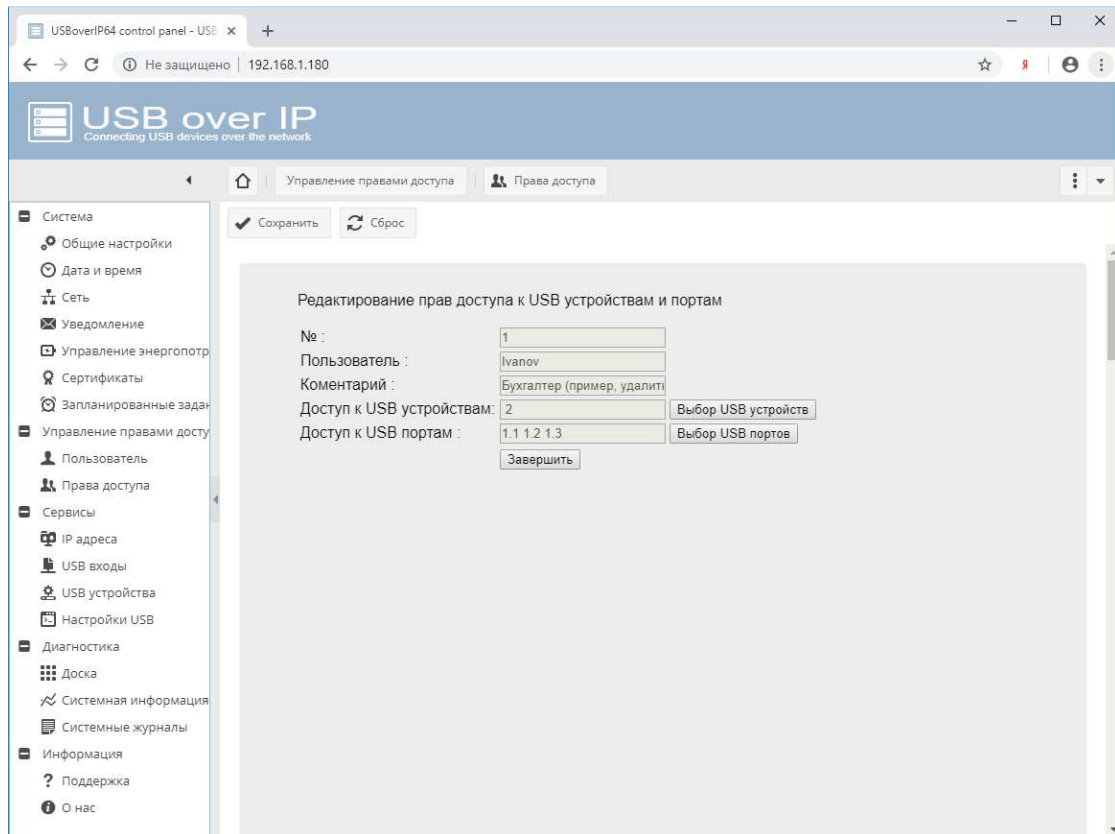 USBoverIP64 control panel - USB
Не защищено 192.168.1.180
Я
USB over IP
Connecting USB devices over the network
Управление правами доступа Права доступа
Сохранить Сброс
Система
Общие настройки
Дата и время
Сеть
Уведомление
Управление энергопотр
Сертификаты
Запланированные задан
Управление правами досту
Пользователь
Права доступа
Сервисы
IP адреса
USB входы
USB устройства
Настройки USB
Диагностика
Доска
Системная информация
Системные журналы
Информация
Поддержка
О нас
Редактирование прав доступа к USB устройствам и портам
№ : 1
Пользователь : Ivanov
Коментарий : Бухгалтер (пример, удалить
Доступ к USB устройствам: 2 Выбор USB устройств
Доступ к USB портам : 1.1 1.2 1.3 Выбор USB портов
Завершить